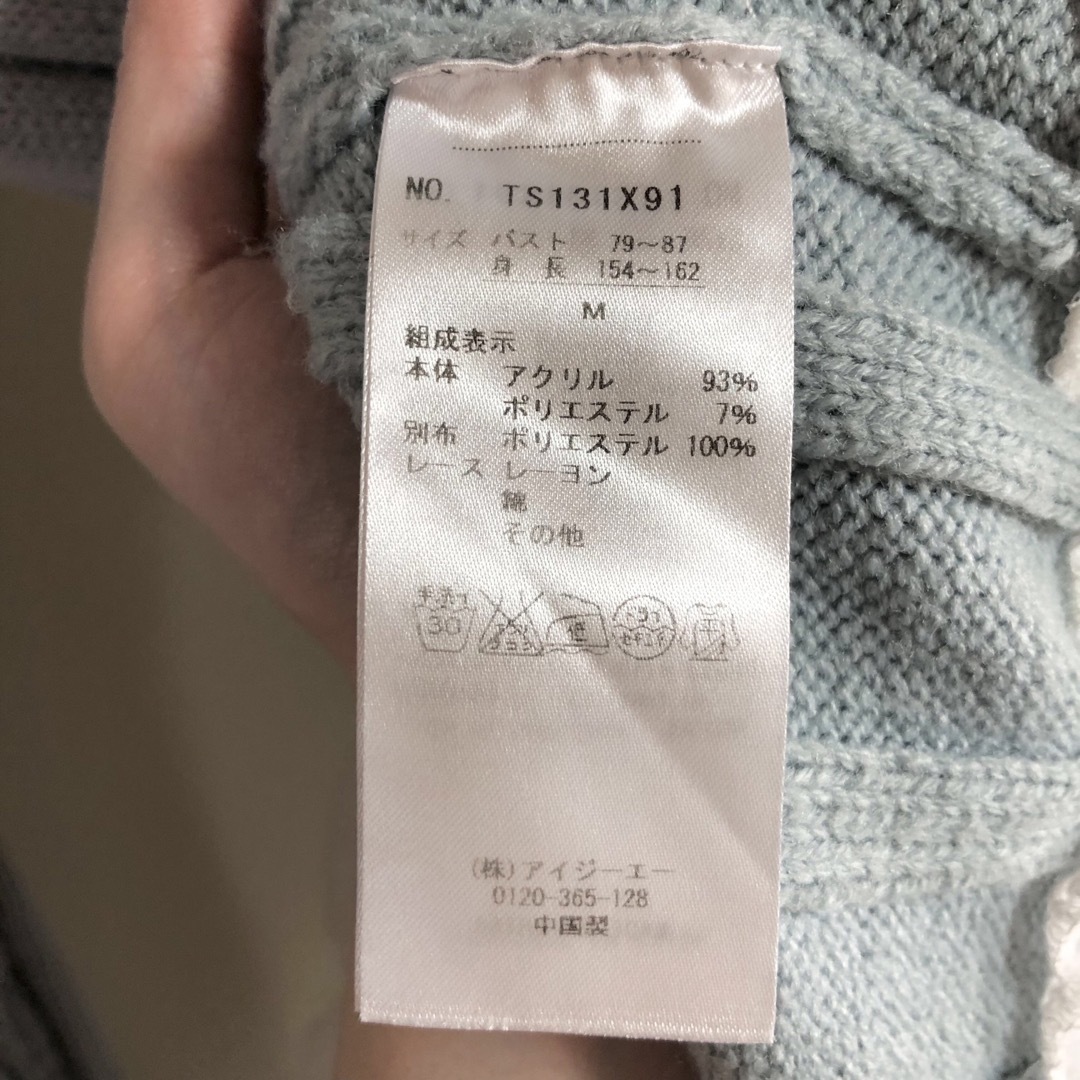 NO. TS131X91
サイズ バスト 79～87
身長 154～162
M
組成表示
本体 アクリル 93%
ポリエステル 7%
別布 ポリエステル 100%
レース レーヨン
綿
その他
30
(株)アイジーエー
0120-365-128
中国製